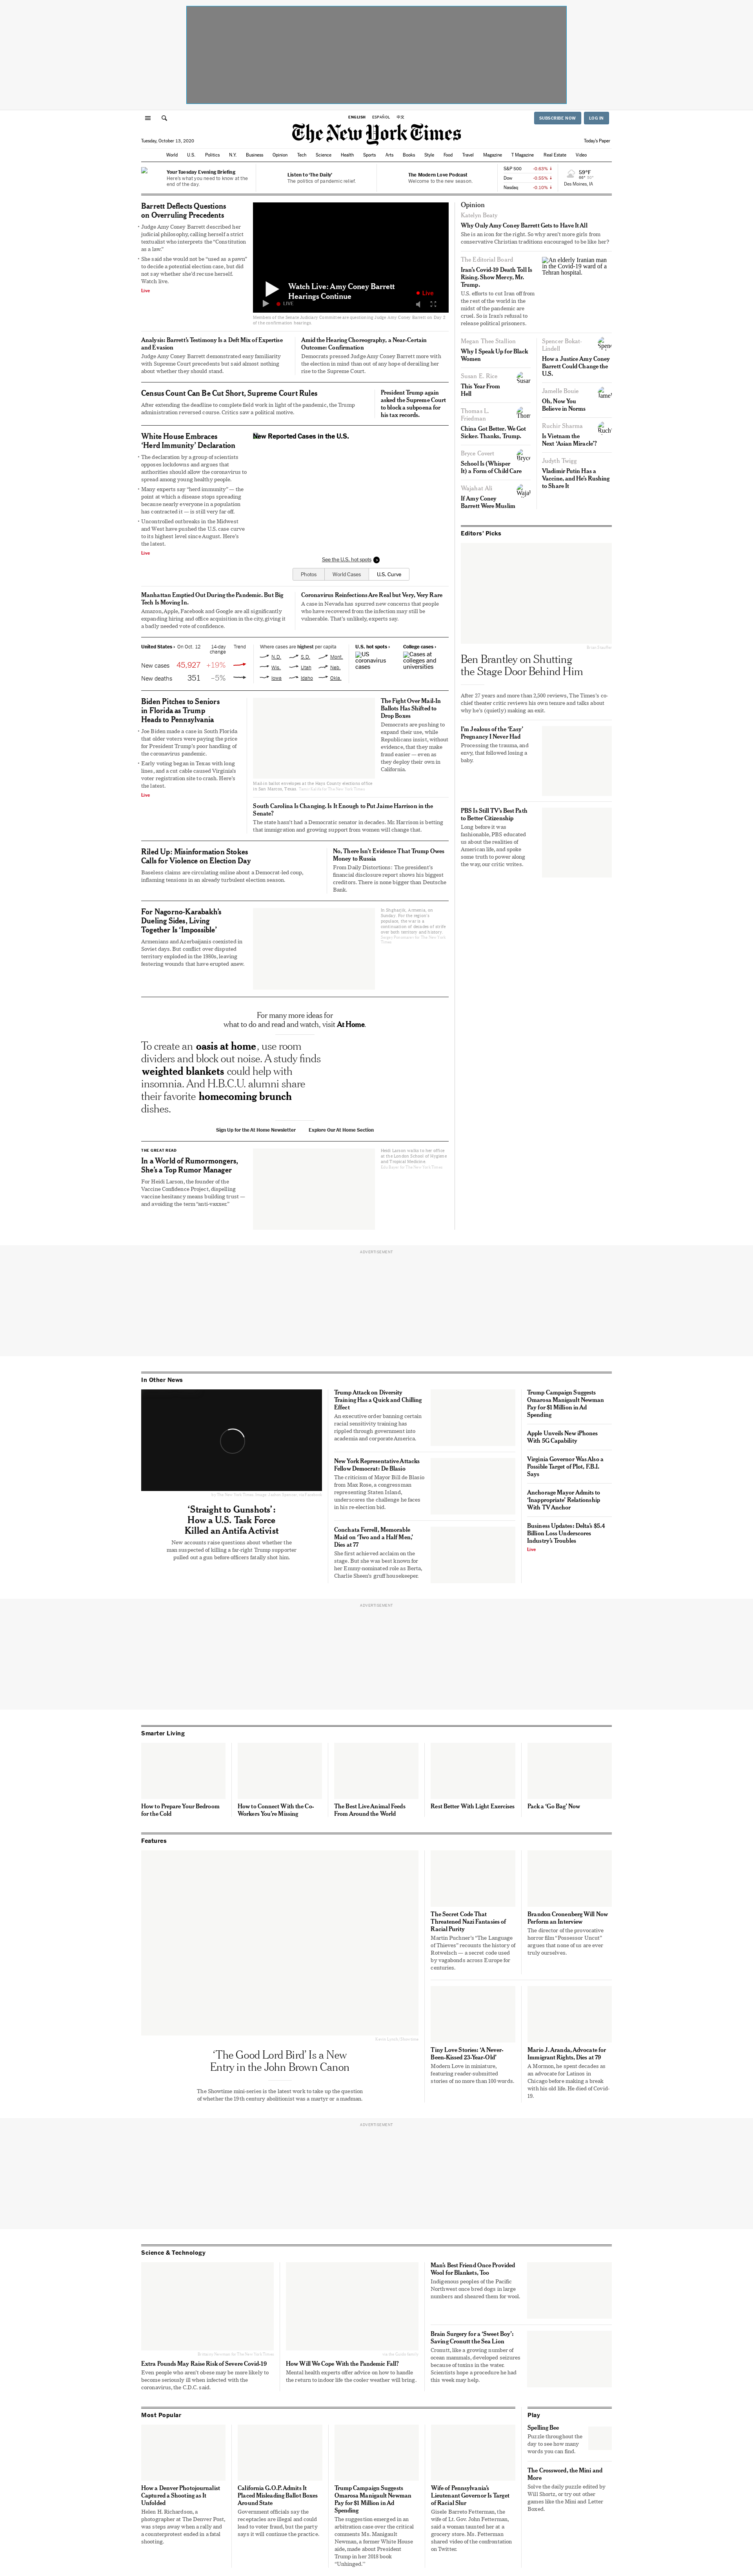 ENGLISH ESPAÑOL 中文
SUBSCRIBE NOW LOG IN
The New York Times
Tuesday, October 13, 2020
Today's Paper
World U.S. Politics N.Y. Business Opinion Tech Science Health Sports Arts Books Style Food Travel Magazine T Magazine Real Estate Video
Your Tuesday Evening Briefing
Here's what you need to know at the
end of the day.
Listen to 'The Daily'
The politics of pandemic relief.
The Modern Love Podcast
Welcome to the new season.
S&P 500 -0.63%
Dow -0.55%
Nasdaq -0.10%
59°F
Des Moines, IA
Barrett Deflects Questions
on Overruling Precedents
• Judge Amy Coney Barrett described her
judicial philosophy, calling herself a strict
textualist who interprets the “Constitution
as a law.”
• She said she would not be “used as a pawn”
to decide a potential election case, but did
not say whether she'd recuse herself.
Watch live.
Live
Watch Live: Amy Coney Barrett
Hearings Continue
Live
LIVE
Members of the Senate Judiciary Committee are questioning Judge Amy Coney Barrett on Day 2
of the confirmation hearings.
Analysis: Barrett's Testimony Is a Deft Mix of Expertise
and Evasion
Judge Amy Coney Barrett demonstrated easy familiarity
with Supreme Court precedents but said almost nothing
about whether they should stand.
Amid the Hearing Choreography, a Near-Certain
Outcome: Confirmation
Democrats pressed Judge Amy Coney Barrett more with
the election in mind than out of any hope of derailing her
rise to the Supreme Court.
Census Count Can Be Cut Short, Supreme Court Rules
After extending the deadline to complete field work in light of the pandemic, the Trump
administration reversed course. Critics saw a political motive.
President Trump again
asked the Supreme Court
to block a subpoena for
his tax records.
White House Embraces
‘Herd Immunity’ Declaration
• The declaration by a group of scientists
opposes lockdowns and argues that
authorities should allow the coronavirus to
spread among young healthy people.
• Many experts say “herd immunity” — the
point at which a disease stops spreading
because nearly everyone in a population
has contracted it — is still very far off.
• Uncontrolled outbreaks in the Midwest
and West have pushed the U.S. case curve
to its highest level since August. Here's
the latest.
Live
New Reported Cases in the U.S.
See the U.S. hot spots
Photos World Cases U.S. Curve
Manhattan Emptied Out During the Pandemic. But Big
Tech Is Moving In.
Amazon, Apple, Facebook and Google are all significantly
expanding their footprint in the city, giving it
a badly needed vote of confidence.
Coronavirus Reinfections Are Real but Very, Very Rare
A case in Nevada has spurred new concerns that people
who have recovered from the infection may still be
vulnerable. That's unlikely, experts say.
United States › On Oct. 12 14-day
change Trend
New cases 45,927 +19%
New deaths 351 –5%
Where cases are highest per capita
N.D. S.D. Mont.
Wis. Utah Neb.
Iowa Idaho Okla.
U.S. hot spots ›
US
coronavirus
cases
College cases ›
Cases at
colleges and
universities
Biden Pitches to Seniors
in Florida as Trump
Heads to Pennsylvania
• Joe Biden made a case in South Florida
that older voters were paying the price
for President Trump's poor handling of
the coronavirus pandemic.
• Early voting began in Texas with long
lines, and a cut cable caused Virginia's
voter registration site to crash. Here's
the latest.
Live
Mail-in ballot envelopes at the Hays County elections office
in San Marcos, Texas.
The Fight Over Mail-In
Ballots Has Shifted to
Drop Boxes
Democrats are pushing to
expand their use, while
Republicans insist, without
evidence, that they make
fraud easier — even as
they deploy their own in
California.
South Carolina Is Changing. Is It Enough to Put Jaime Harrison in the
Senate?
The state hasn't had a Democratic senator in decades. Mr. Harrison is betting
that immigration and growing support from women will change that.
Riled Up: Misinformation Stokes
Calls for Violence on Election Day
Baseless claims are circulating online about a Democrat-led coup,
inflaming tensions in an already turbulent election season.
No, There Isn't Evidence That Trump Owes
Money to Russia
From Daily Distortions: The president's
financial disclosure report shows his biggest
creditors. There is none bigger than Deutsche
Bank.
For Nagorno-Karabakh's
Dueling Sides, Living
Together Is ‘Impossible’
Armenians and Azerbaijanis coexisted in
Soviet days. But conflict over disputed
territory exploded in the 1980s, leaving
festering wounds that have erupted anew.
For many more ideas for
what to do and read and watch, visit At Home.
To create an oasis at home, use room
dividers and block out noise. A study finds
weighted blankets could help with
insomnia. And H.B.C.U. alumni share
their favorite homecoming brunch
dishes.
Sign Up for the At Home Newsletter Explore Our At Home Section
THE GREAT READ
In a World of Rumormongers,
She's a Top Rumor Manager
For Heidi Larson, the founder of the
Vaccine Confidence Project, dispelling
vaccine hesitancy means building trust —
and avoiding the term “anti-vaxxer.”
Heidi Larson walks to her office
at the London School of Hygiene
and Tropical Medicine.
Opinion
Katelyn Beaty
Why Only Amy Coney Barrett Gets to Have It All
She is an icon for the right. So why aren't more girls from
conservative Christian traditions encouraged to be like her?
The Editorial Board
Iran's Covid-19 Death Toll Is
Rising. Show Mercy, Mr.
Trump.
U.S. efforts to cut Iran off from
the rest of the world in the
midst of the pandemic are
cruel. So is Iran's refusal to
release political prisoners.
An elderly Iranian man
in the Covid-19 ward of a
Tehran hospital.
Megan Thee Stallion
Why I Speak Up for Black
Women
Susan E. Rice
This Year From
Hell
Thomas L.
Friedman
China Got Better. We Got
Sicker. Thanks, Trump.
Bryce Covert
School Is (Whisper
It) a Form of Child Care
Wajahat Ali
If Amy Coney
Barrett Were Muslim
Spencer Bokat-
Lindell
How a Justice Amy Coney
Barrett Could Change the
U.S.
Jamelle Bouie
Oh, Now You
Believe in Norms
Ruchir Sharma
Is Vietnam the
Next ‘Asian Miracle’?
Judyth Twigg
Vladimir Putin Has a
Vaccine, and He's Rushing
to Share It
Editors' Picks
Ben Brantley on Shutting
the Stage Door Behind Him
After 27 years and more than 2,500 reviews, The Times's co-
chief theater critic reviews his own tenure and talks about
why he's (quietly) making an exit.
I'm Jealous of the ‘Easy’
Pregnancy I Never Had
Processing the trauma, and
envy, that followed losing a
baby.
PBS Is Still TV's Best Path
to Better Citizenship
Long before it was
fashionable, PBS educated
us about the realities of
American life, and spoke
some truth to power along
the way, our critic writes.
ADVERTISEMENT
In Other News
‘Straight to Gunshots’:
How a U.S. Task Force
Killed an Antifa Activist
New accounts raise questions about whether the
man suspected of killing a far-right Trump supporter
pulled out a gun before officers fatally shot him.
Trump Attack on Diversity
Training Has a Quick and Chilling
Effect
An executive order banning certain
racial sensitivity training has
rippled through government into
academia and corporate America.
New York Representative Attacks
Fellow Democrat: De Blasio
The criticism of Mayor Bill de Blasio
from Max Rose, a congressman
representing Staten Island,
underscores the challenge he faces
in his re-election bid.
Conchata Ferrell, Memorable
Maid on ‘Two and a Half Men,’
Dies at 77
She first achieved acclaim on the
stage. But she was best known for
her Emmy-nominated role as Berta,
Charlie Sheen's gruff housekeeper.
Trump Campaign Suggests
Omarosa Manigault Newman
Pay for $1 Million in Ad
Spending
Apple Unveils New iPhones
With 5G Capability
Virginia Governor Was Also a
Possible Target of Plot, F.B.I.
Says
Anchorage Mayor Admits to
‘Inappropriate’ Relationship
With TV Anchor
Business Updates: Delta's $5.4
Billion Loss Underscores
Industry's Troubles
Live
ADVERTISEMENT
Smarter Living
How to Prepare Your Bedroom
for the Cold
How to Connect With the Co-
Workers You're Missing
The Best Live Animal Feeds
From Around the World
Rest Better With Light Exercises
Pack a ‘Go Bag’ Now
Features
‘The Good Lord Bird’ Is a New
Entry in the John Brown Canon
The Showtime mini-series is the latest work to take up the question
of whether the 19th century abolitionist was a martyr or a madman.
The Secret Code That
Threatened Nazi Fantasies of
Racial Purity
Martin Puchner's “The Language
of Thieves” recounts the history of
Rotwelsch — a secret code used
by vagabonds across Europe for
centuries.
Brandon Cronenberg Will Now
Perform an Interview
The director of the provocative
horror film “Possessor Uncut”
argues that none of us are ever
truly ourselves.
Tiny Love Stories: ‘A Never-
Been-Kissed 23-Year-Old’
Modern Love in miniature,
featuring reader-submitted
stories of no more than 100 words.
Mario J. Aranda, Advocate for
Immigrant Rights, Dies at 79
A Mormon, he spent decades as
an advocate for Latinos in
Chicago before making a break
with his old life. He died of Covid-
19.
ADVERTISEMENT
Science & Technology
Extra Pounds May Raise Risk of Severe Covid-19
Even people who aren't obese may be more likely to
become seriously ill when infected with the
coronavirus, the C.D.C. said.
How Will We Cope With the Pandemic Fall?
Mental health experts offer advice on how to handle
the return to indoor life the cooler weather will bring.
Man's Best Friend Once Provided
Wool for Blankets, Too
Indigenous peoples of the Pacific
Northwest once bred dogs in large
numbers and sheared them for wool.
Brain Surgery for a ‘Sweet Boy’:
Saving Cronutt the Sea Lion
Cronutt, like a growing number of
ocean mammals, developed seizures
because of toxins in the water.
Scientists hope a procedure he had
this week may help.
Most Popular
How a Denver Photojournalist
Captured a Shooting as It
Unfolded
Helen H. Richardson, a
photographer at The Denver Post,
was steps away when a rally and
a counterprotest ended in a fatal
shooting.
California G.O.P. Admits It
Placed Misleading Ballot Boxes
Around State
Government officials say the
receptacles are illegal and could
lead to voter fraud, but the party
says it will continue the practice.
Trump Campaign Suggests
Omarosa Manigault Newman
Pay for $1 Million in Ad
Spending
The suggestion emerged in an
arbitration case over the critical
comments Ms. Manigault
Newman, a former White House
aide, made about President
Trump in her 2018 book
“Unhinged.”
Wife of Pennsylvania's
Lieutenant Governor Is Target
of Racial Slur
Gisele Barreto Fetterman, the
wife of Lt. Gov. John Fetterman,
said a woman taunted her at a
grocery store. Ms. Fetterman
shared video of the confrontation
on Twitter.
Play
Spelling Bee
Puzzle throughout the
day to see how many
words you can find.
The Crossword, the Mini and
More
Solve the daily puzzle edited by
Will Shortz, or try out other
games like the Mini and Letter
Boxed.